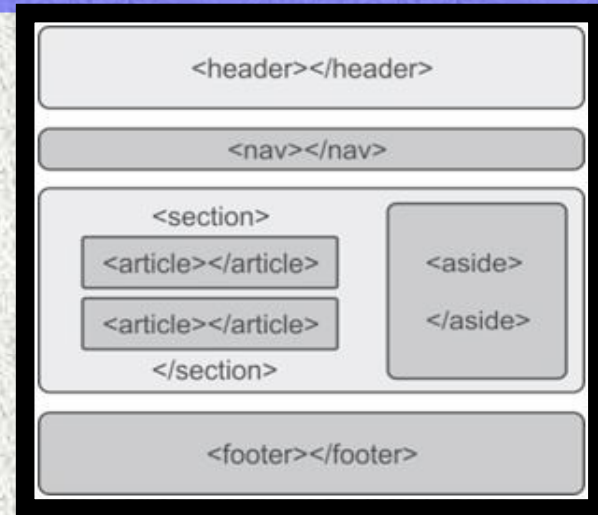 <header></header>
<nav></nav>
<section>
<article></article>
<article></article>
</section>
<aside>
</aside>
<footer></footer>